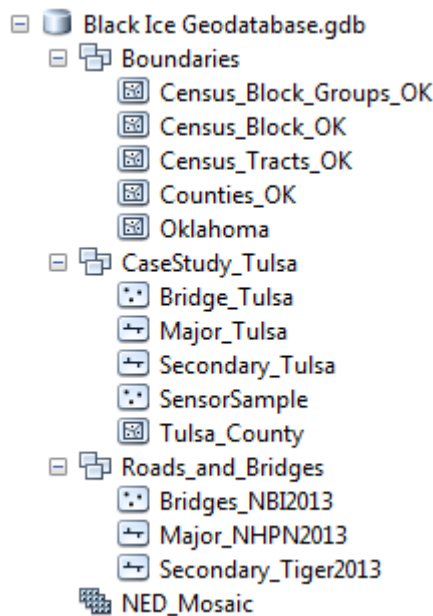 Black Ice Geodatabase.gdb
Boundaries
Census_Block_Groups_OK
Census_Block_OK
Census_Tracts_OK
Counties_OK
Oklahoma
CaseStudy_Tulsa
Bridge_Tulsa
Major_Tulsa
Secondary_Tulsa
SensorSample
Tulsa_County
Roads_and_Bridges
Bridges_NBI2013
Major_NHPN2013
Secondary_Tiger2013
NED_Mosaic